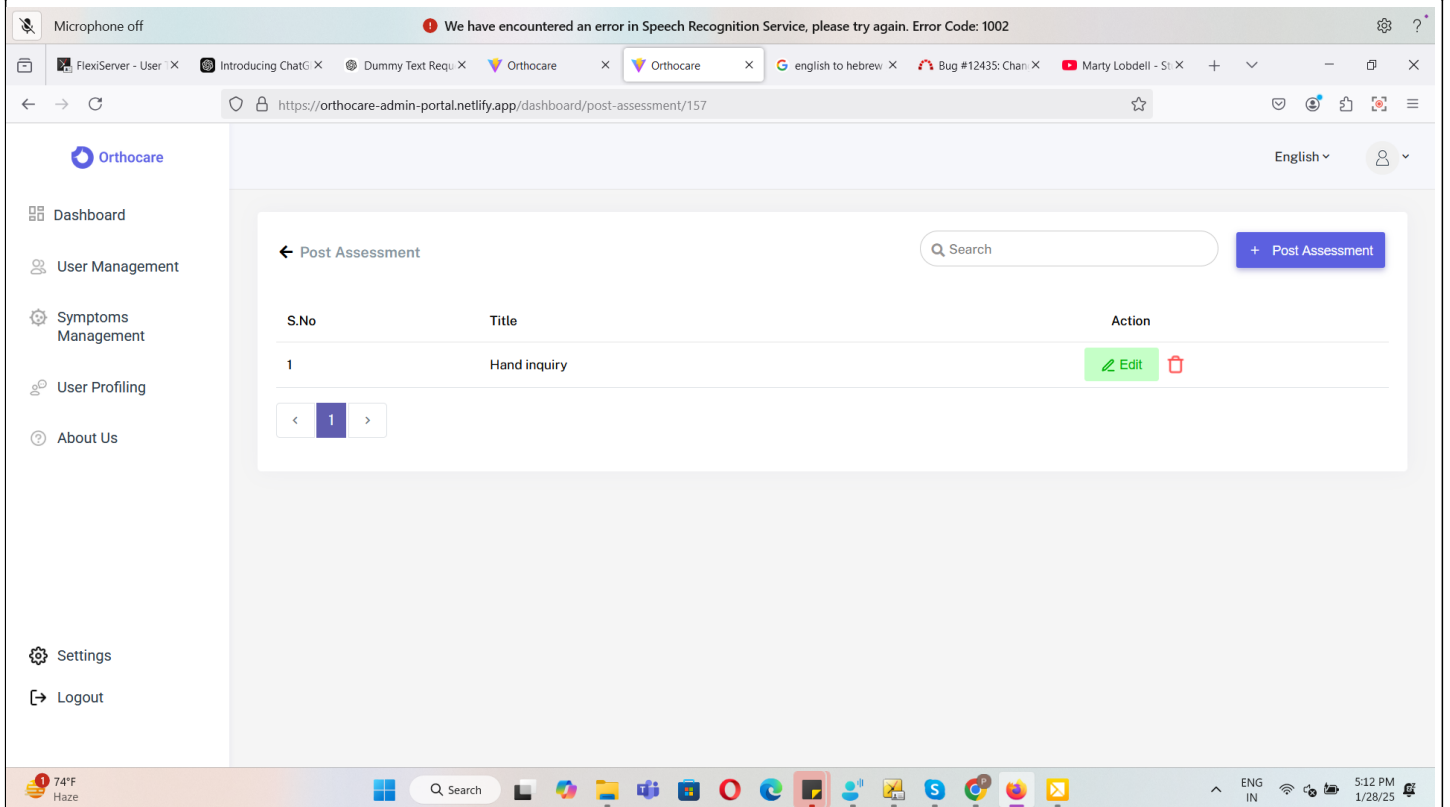 Microphone off
We have encountered an error in Speech Recognition Service, please try again. Error Code: 1002
?
FlexiServer - User T
Introducing ChatG
Dummy Text Requ
Orthocare
Orthocare
english to hebrew
Bug #12435: Chan
Marty Lobdell - St
https://orthocare-admin-portal.netlify.app/dashboard/post-assessment/157
Orthocare
English
Dashboard
User Management
Symptoms
Management
User Profiling
About Us
Settings
Logout
Post Assessment
Search
+ Post Assessment
S.No Title Action
1 Hand inquiry Edit
< 1 >
1
74°F
Haze
Search
ENG
IN
5:12 PM
1/28/25